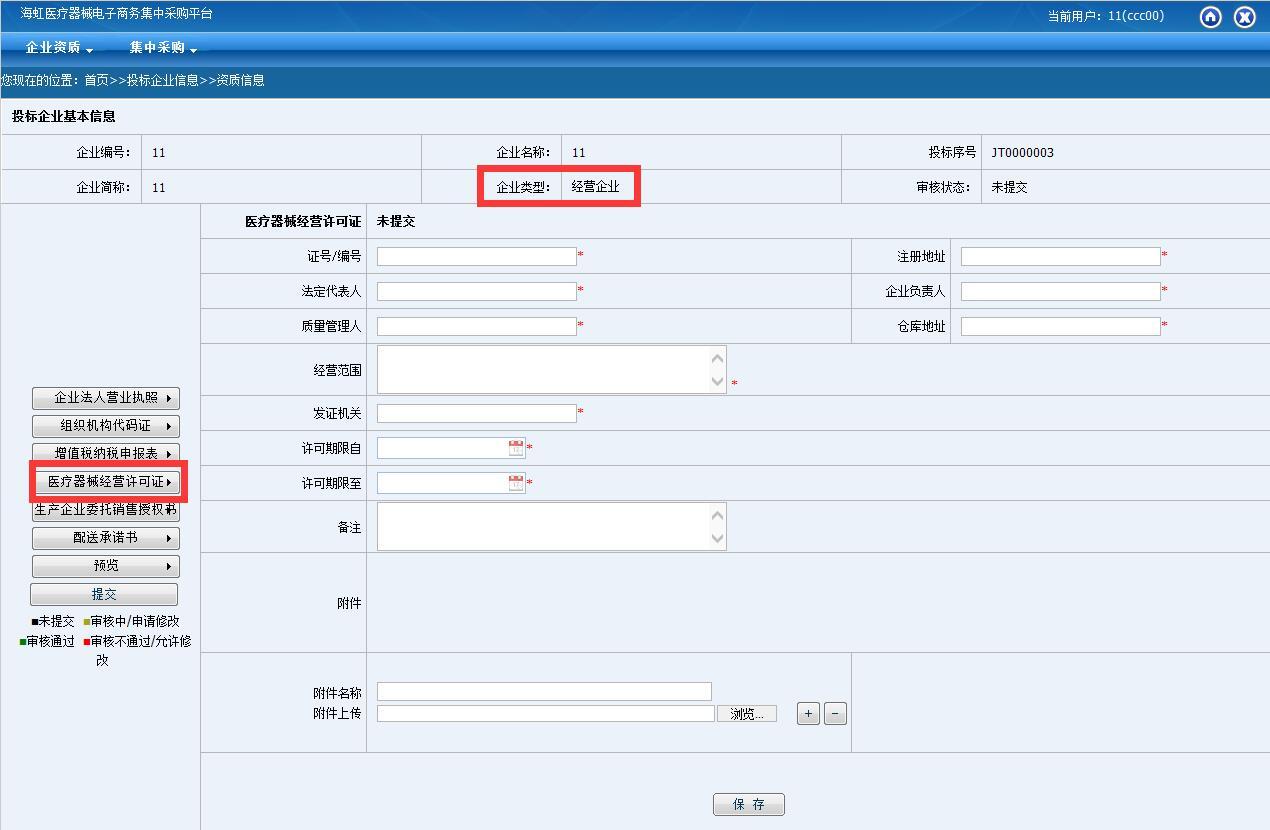 海虹医疗器械电子商务集中采购平台
当前用户：11(ccc00)
企业资质
集中采购
您现在的位置：首页>>投标企业信息>>资质信息
投标企业基本信息
企业编号： 11 企业名称： 11 投标序号 JT0000003
企业简称： 11 企业类型： 经营企业 审核状态： 未提交
医疗器械经营许可证 未提交
证号/编号 * 注册地址 *
法定代表人 * 企业负责人 *
质量管理人 * 仓库地址 *
经营范围 *
发证机关 *
许可期限自 *
许可期限至 *
备注
附件
附件名称
附件上传 浏览... + -
保 存
企业法人营业执照
组织机构代码证
增值税纳税申报表
医疗器械经营许可证
生产企业委托销售授权书
配送承诺书
预览
提交
■未提交 ■审核中/申请修改
■审核通过 ■审核不通过/允许修
改